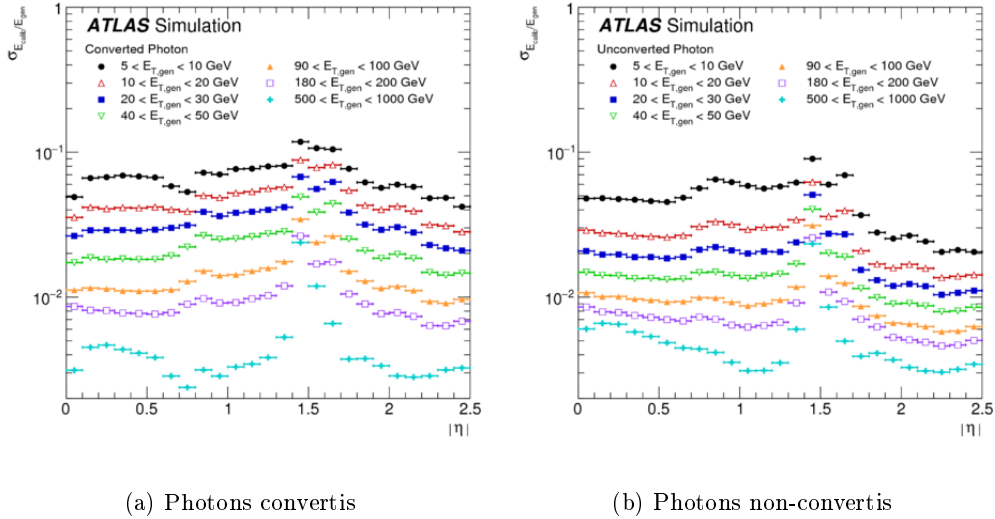 1
ATLAS Simulation
Converted Photon
5 < E_T,gen < 10 GeV
10 < E_T,gen < 20 GeV
20 < E_T,gen < 30 GeV
40 < E_T,gen < 50 GeV
90 < E_T,gen < 100 GeV
180 < E_T,gen < 200 GeV
500 < E_T,gen < 1000 GeV
σ_E_calib/E_gen
10⁻¹
10⁻²
0 0.5 1 1.5 2 2.5
|η|
(a) Photons convertis
1
ATLAS Simulation
Unconverted Photon
5 < E_T,gen < 10 GeV
10 < E_T,gen < 20 GeV
20 < E_T,gen < 30 GeV
40 < E_T,gen < 50 GeV
90 < E_T,gen < 100 GeV
180 < E_T,gen < 200 GeV
500 < E_T,gen < 1000 GeV
σ_E_calib/E_gen
10⁻¹
10⁻²
0 0.5 1 1.5 2 2.5
|η|
(b) Photons non-convertis